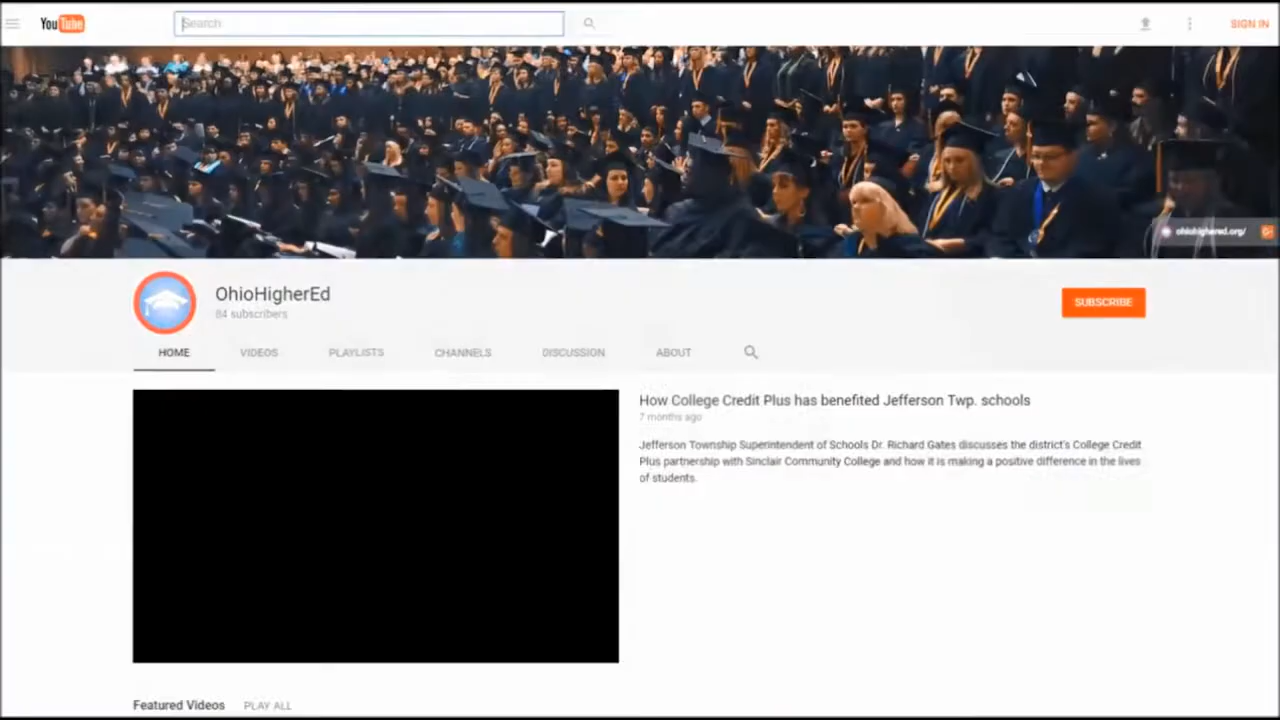 YouTube
Search
SIGN IN
ohiohighered.org/
OhioHigherEd
84 subscribers
SUBSCRIBE
HOME
VIDEOS
PLAYLISTS
CHANNELS
DISCUSSION
ABOUT
How College Credit Plus has benefited Jefferson Twp. schools
7 months ago
Jefferson Township Superintendent of Schools Dr. Richard Gates discusses the district's College Credit
Plus partnership with Sinclair Community College and how it is making a positive difference in the lives
of students.
Featured Videos PLAY ALL